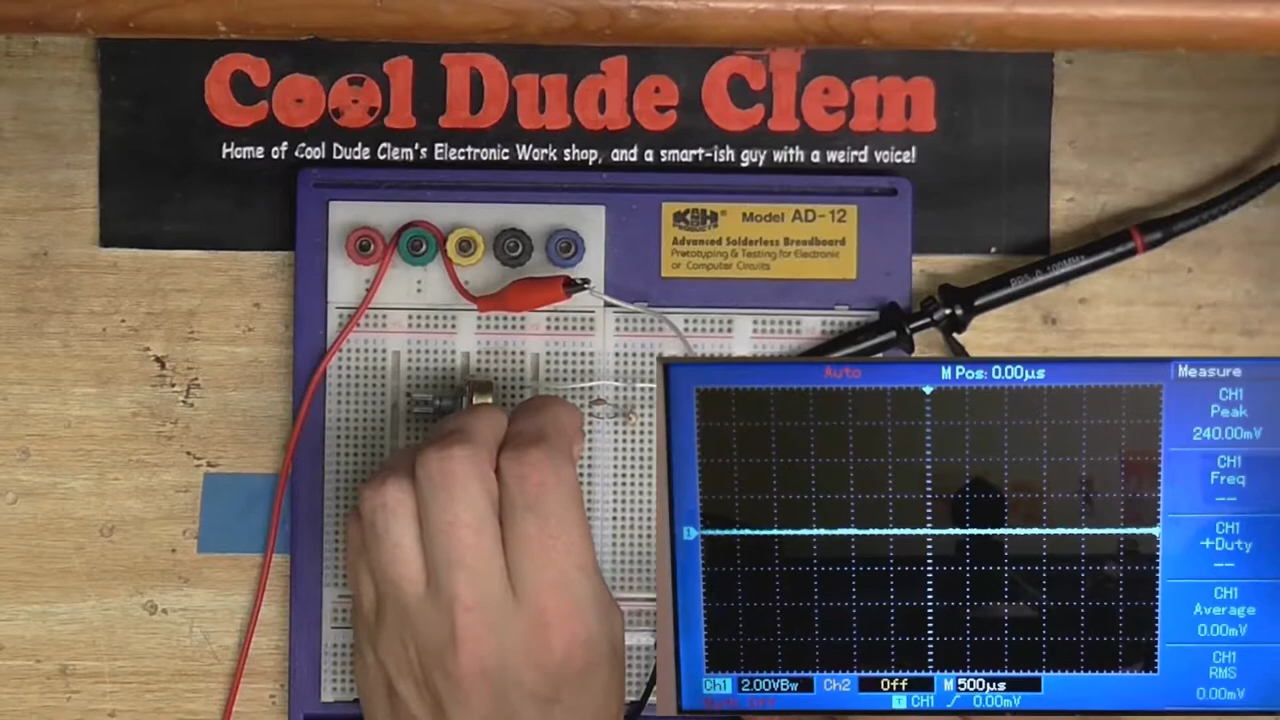 Cool Dude Clem
Home of Cool Dude Clem's Electronic Work shop, and a smart-ish guy with a weird voice!
K&H
PRODUCTS
Model AD-12
Advanced Solderless Breadboard
Prototyping & Testing for Electronic
or Computer Circuits
Auto
M Pos: 0.00µs
Measure
CH1
Peak
240.00mV
CH1
Freq
--
CH1
+Duty
--
CH1
Average
0.00mV
CH1
RMS
0.00mV
Ch1 2.00VBw Ch2 Off M 500µs
1 CH1 0.00mV